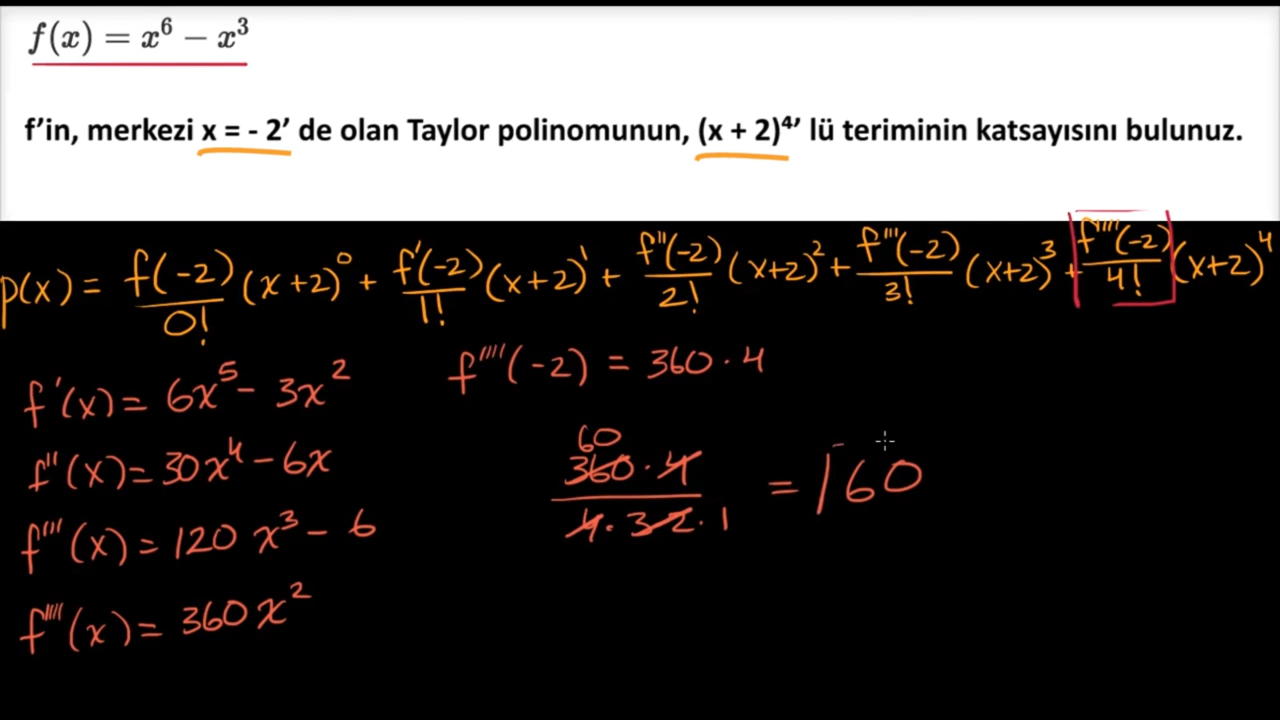 f(x) = x⁶ − x³
f’in, merkezi x = - 2’ de olan Taylor polinomunun, (x + 2)⁴’ lü teriminin katsayısını bulunuz.
p(x) = f(-2)/0! (x+2)⁰ + f'(-2)/1! (x+2)¹ + f''(-2)/2! (x+2)² + f'''(-2)/3! (x+2)³ + f''''(-2)/4! (x+2)⁴
f'(x) = 6x⁵ - 3x²
f''(x) = 30x⁴ - 6x
f'''(x) = 120x³ - 6
f''''(x) = 360x²
f''''(-2) = 360 · 4
60
360 · 4 / 4 · 3 2 · 1 = 160